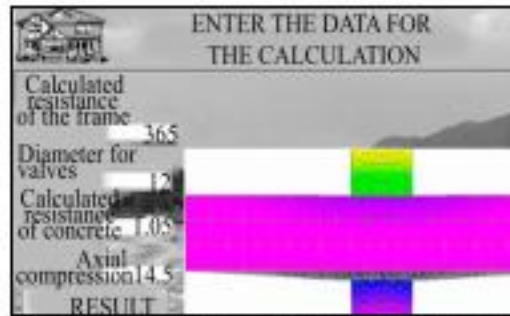 ENTER THE DATA FOR
THE CALCULATION
Calculated
resistance
of the frame
365
Diameter for
valves
12
Calculated
resistance
of concrete 1.05
Axial
compression 14.5
RESULT